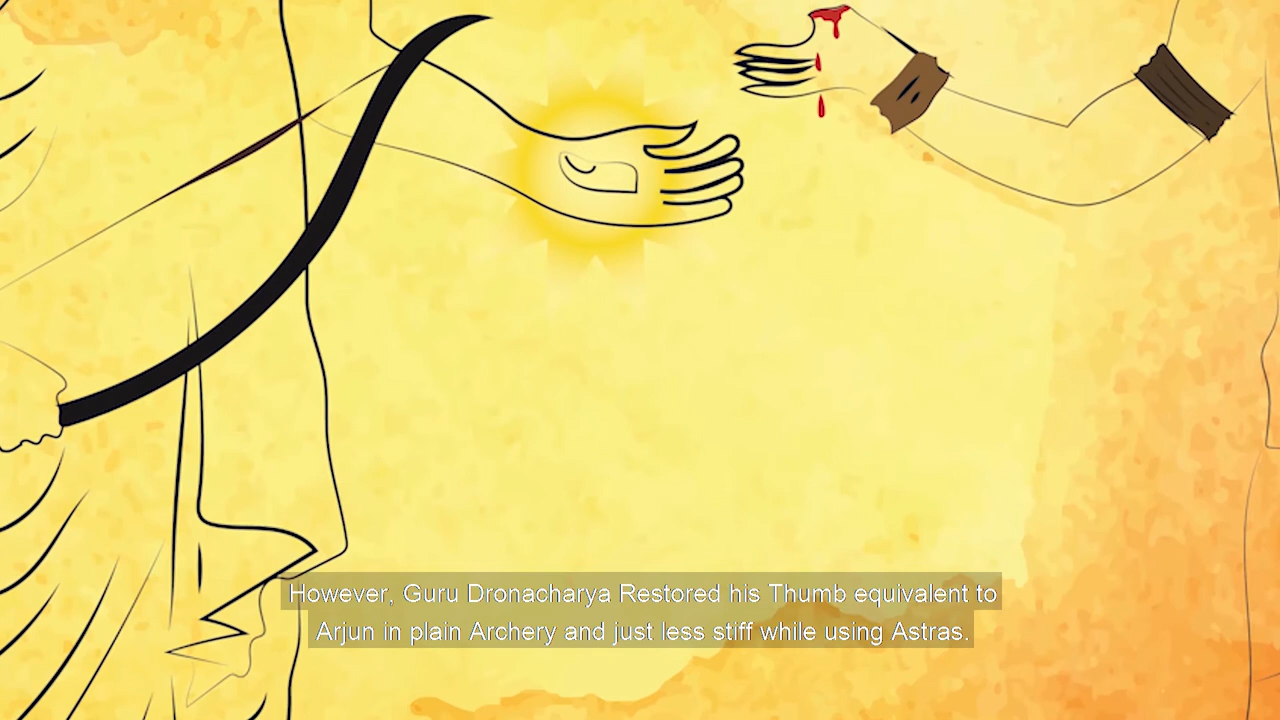 However, Guru Dronacharya Restored his Thumb equivalent to
Arjun in plain Archery and just less stiff while using Astras.